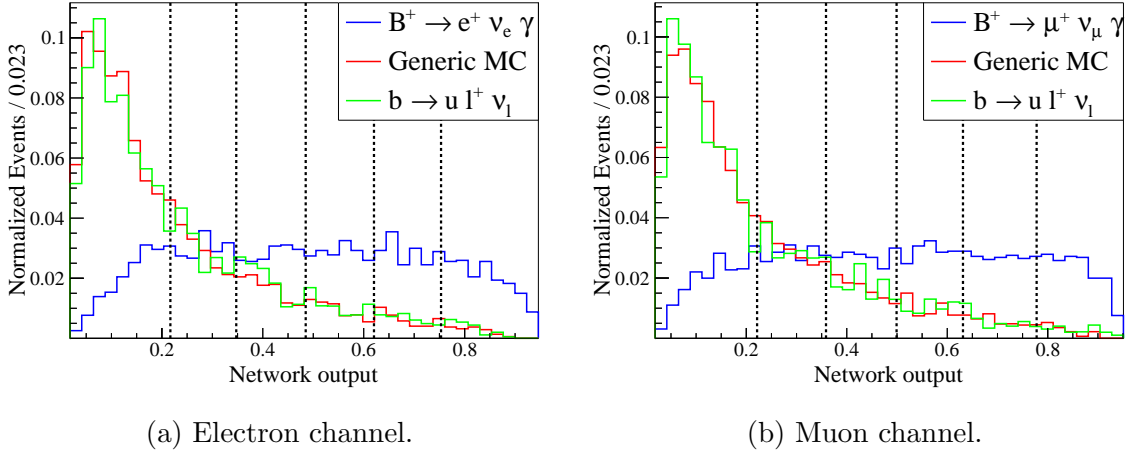 Normalized Events / 0.023
0.1
0.08
0.06
0.04
0.02
B⁺ → e⁺ νₑ γ
Generic MC
b → u l⁺ νₗ
0.2 0.4 0.6 0.8
Network output
(a) Electron channel.
Normalized Events / 0.023
0.1
0.08
0.06
0.04
0.02
B⁺ → μ⁺ ν_μ γ
Generic MC
b → u l⁺ νₗ
0.2 0.4 0.6 0.8
Network output
(b) Muon channel.